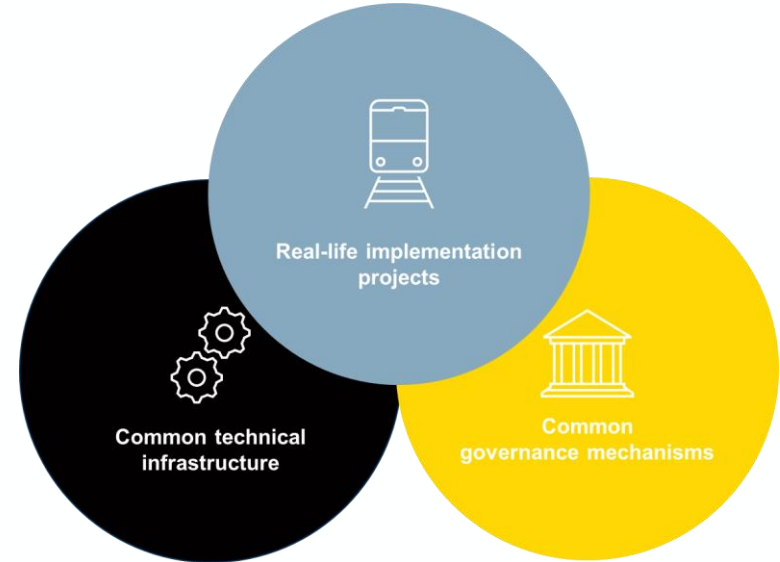 Real-life implementation
projects
Common technical
infrastructure
Common
governance mechanisms